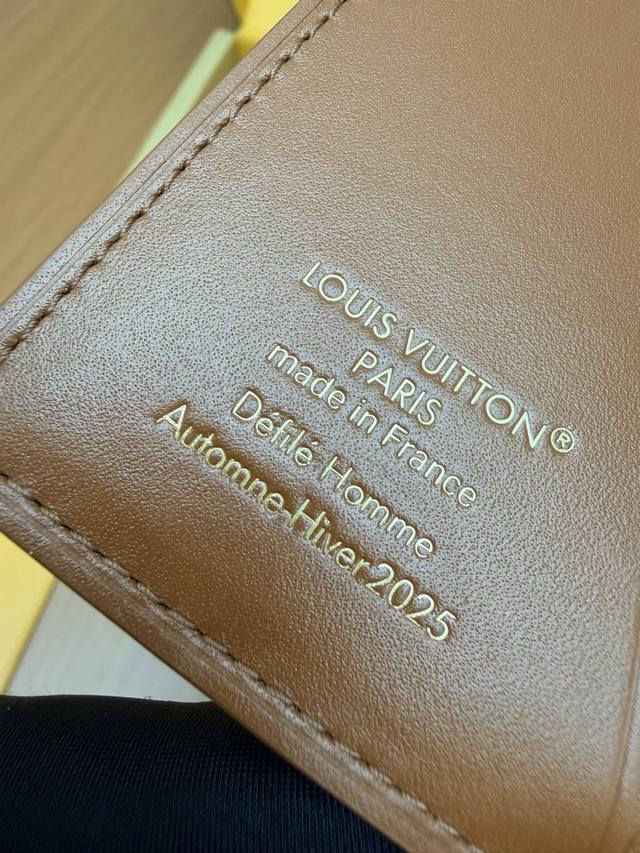 LOUIS VUITTON®
PARIS
made in France
Défilé Homme
Automne-Hiver 2025